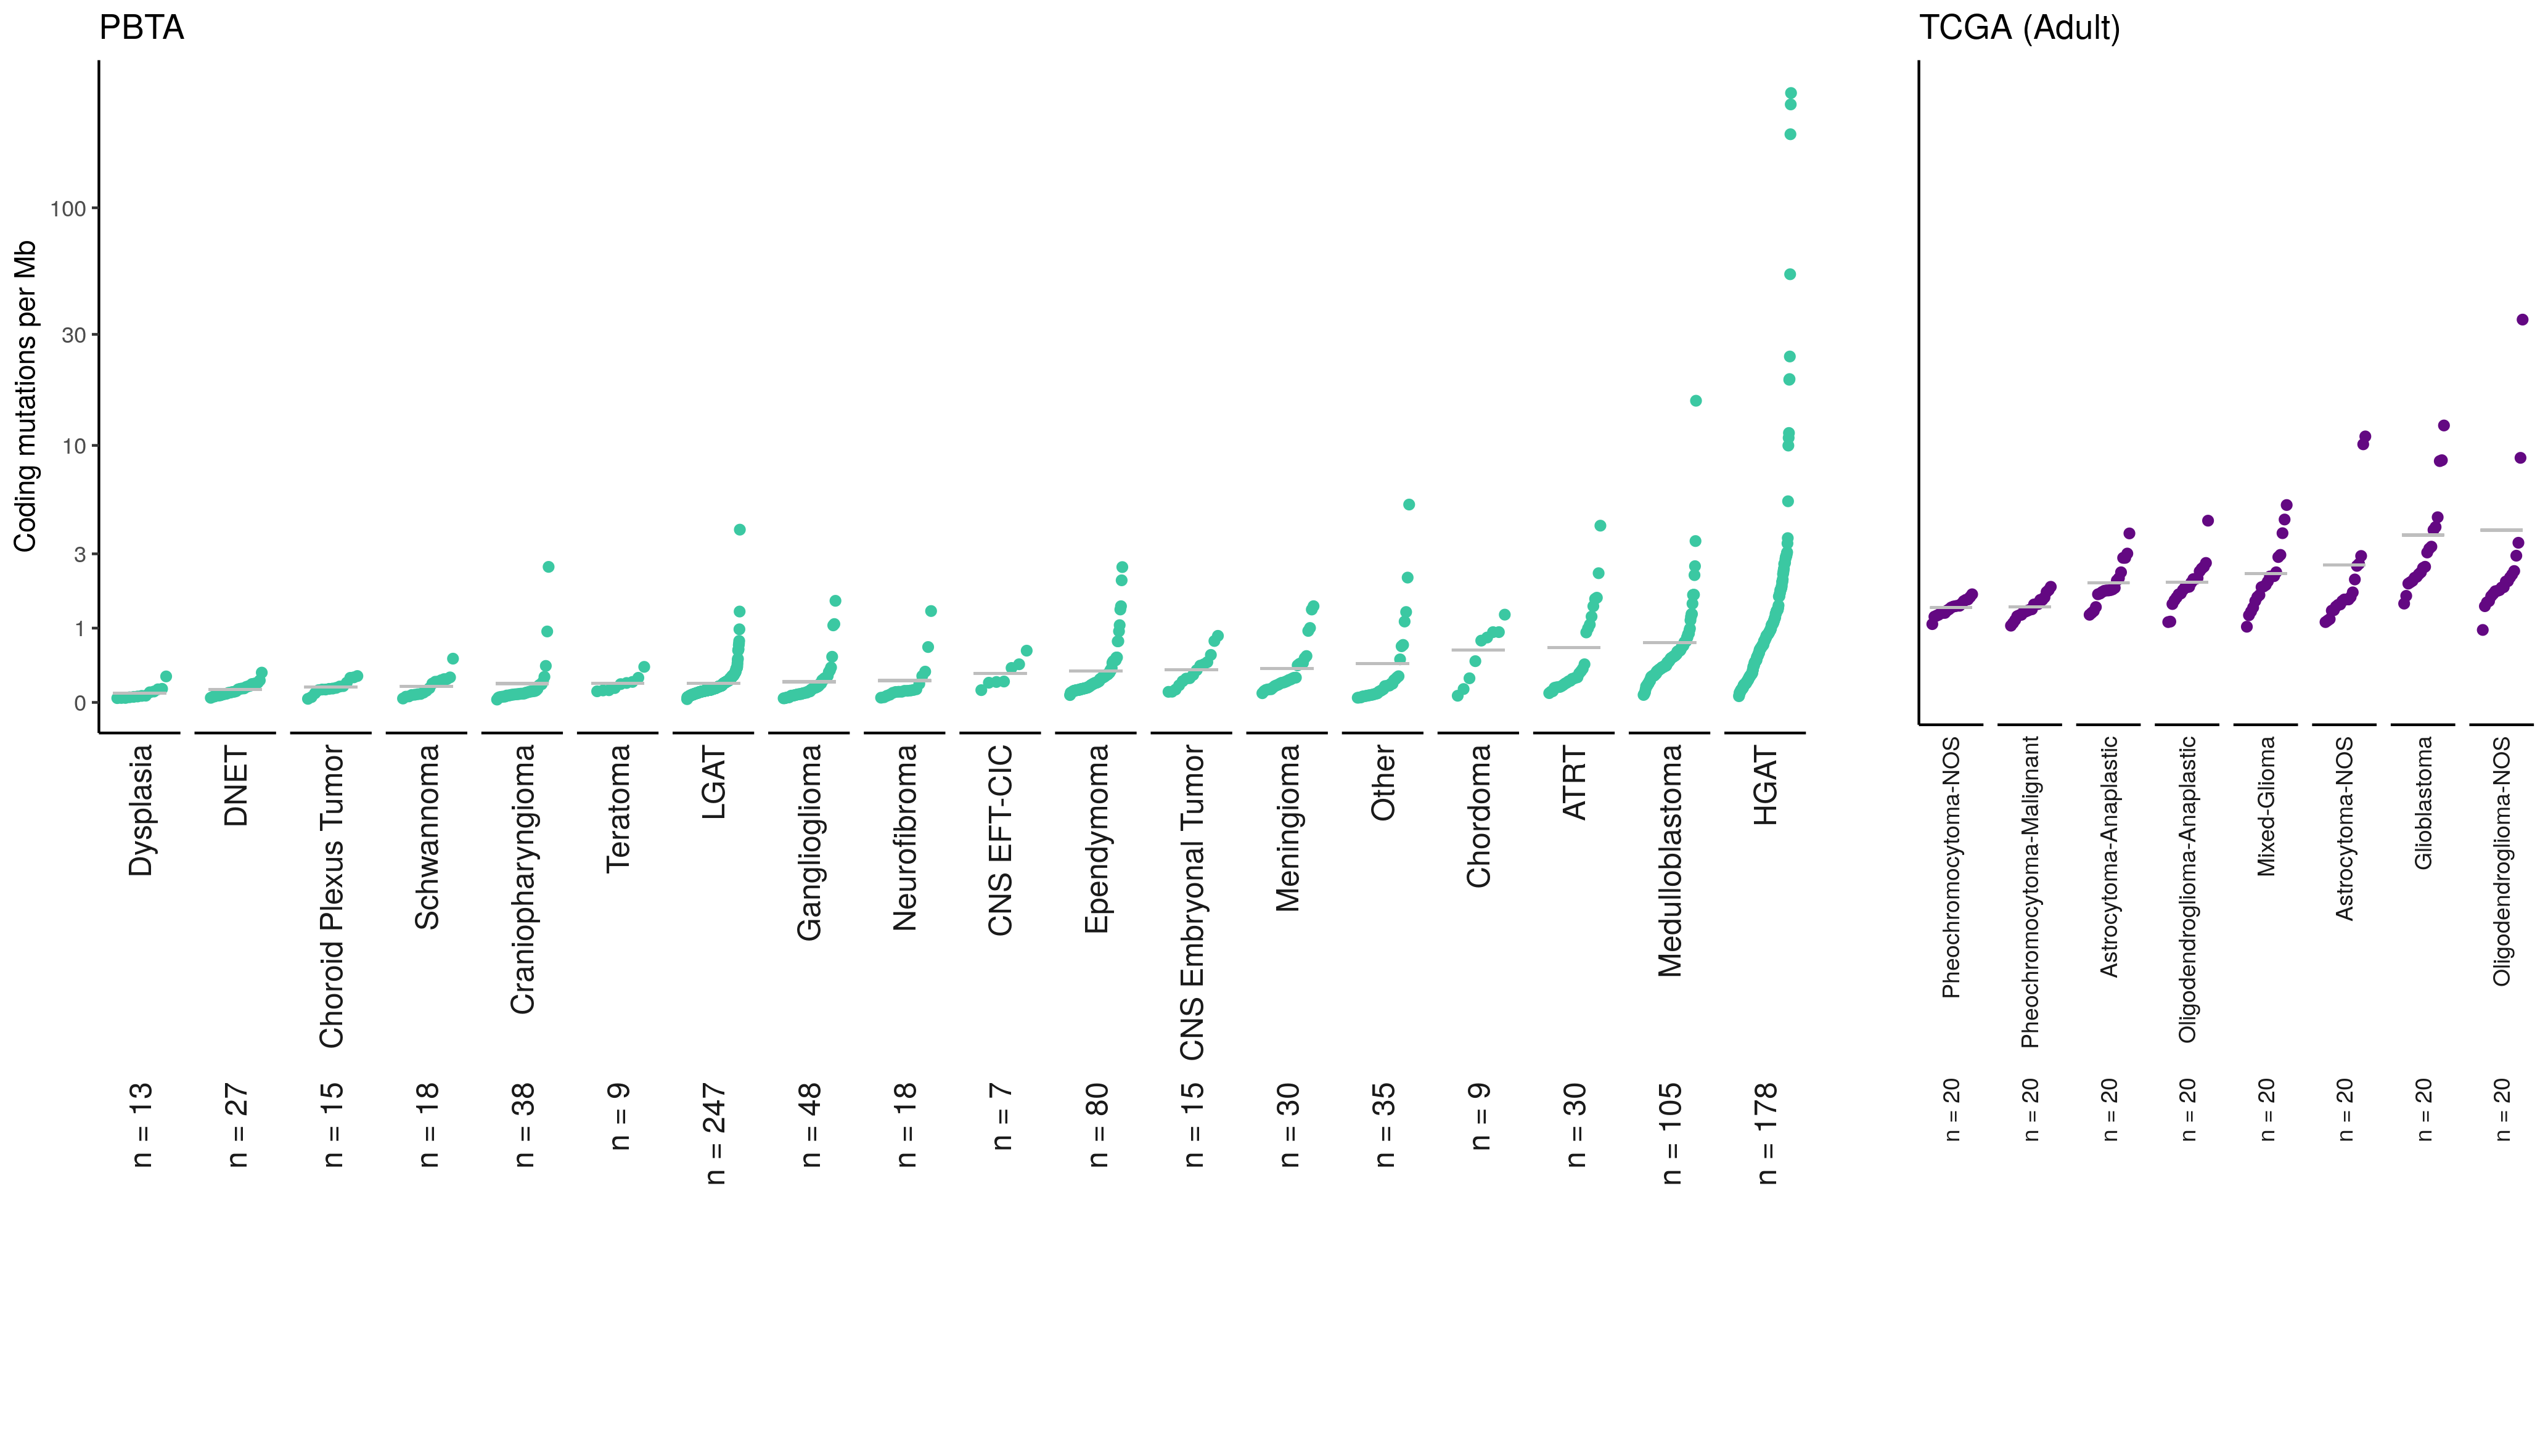 PBTA
TCGA (Adult)
Coding mutations per Mb
100
30
10
3
1
0
Dysplasia
DNET
Choroid Plexus Tumor
Schwannoma
Craniopharyngioma
Teratoma
LGAT
Ganglioglioma
Neurofibroma
CNS EFT-CIC
Ependymoma
CNS Embryonal Tumor
Meningioma
Other
Chordoma
ATRT
Medulloblastoma
HGAT
n = 13
n = 27
n = 15
n = 18
n = 38
n = 9
n = 247
n = 48
n = 18
n = 7
n = 80
n = 15
n = 30
n = 35
n = 9
n = 30
n = 105
n = 178
Pheochromocytoma-NOS
Pheochromocytoma-Malignant
Astrocytoma-Anaplastic
Oligodendroglioma-Anaplastic
Mixed-Glioma
Astrocytoma-NOS
Glioblastoma
Oligodendroglioma-NOS
n = 20
n = 20
n = 20
n = 20
n = 20
n = 20
n = 20
n = 20